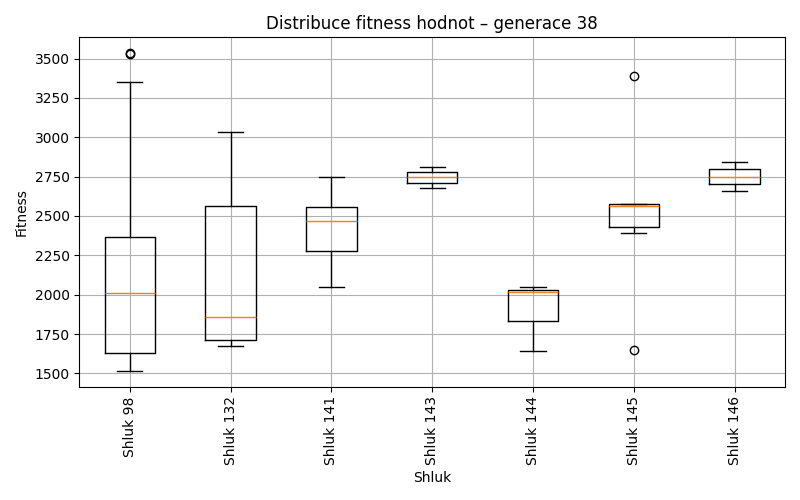 Distribuce fitness hodnot – generace 38
Fitness
3500
3250
3000
2750
2500
2250
2000
1750
1500
Shluk 98
Shluk 132
Shluk 141
Shluk 143
Shluk 144
Shluk 145
Shluk 146
Shluk